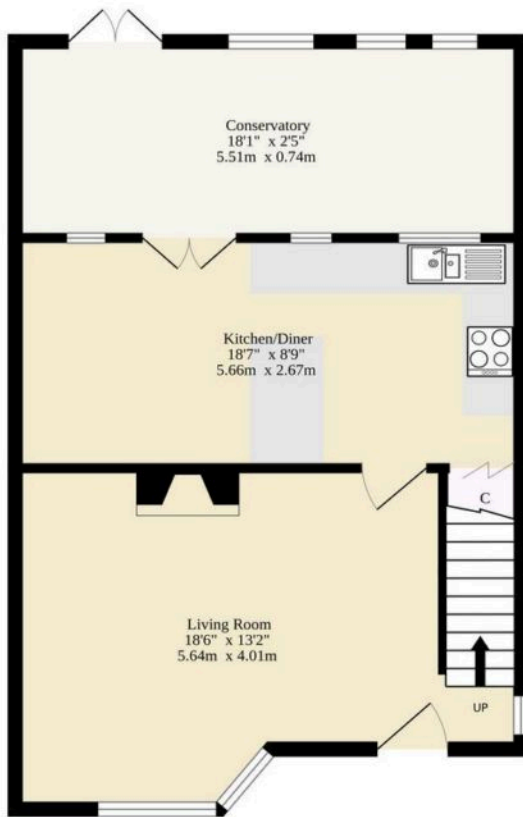 Conservatory
18'1" x 2'5"
5.51m x 0.74m
Kitchen/Diner
18'7" x 8'9"
5.66m x 2.67m
C
Living Room
18'6" x 13'2"
5.64m x 4.01m
UP